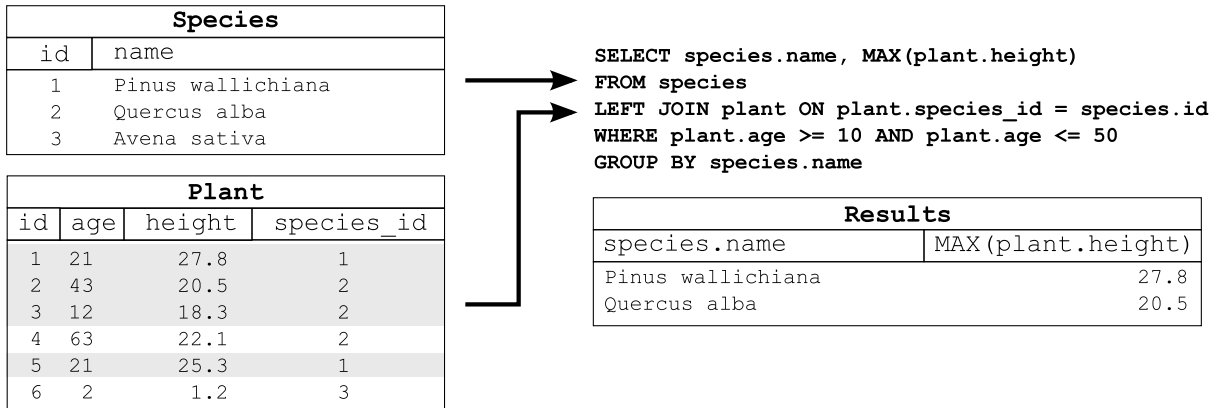 Species
id name
1 Pinus wallichiana
2 Quercus alba
3 Avena sativa
Plant
id age height species_id
1 21 27.8 1
2 43 20.5 2
3 12 18.3 2
4 63 22.1 2
5 21 25.3 1
6 2 1.2 3
SELECT species.name, MAX(plant.height)
FROM species
LEFT JOIN plant ON plant.species_id = species.id
WHERE plant.age >= 10 AND plant.age <= 50
GROUP BY species.name
Results
species.name MAX(plant.height)
Pinus wallichiana 27.8
Quercus alba 20.5